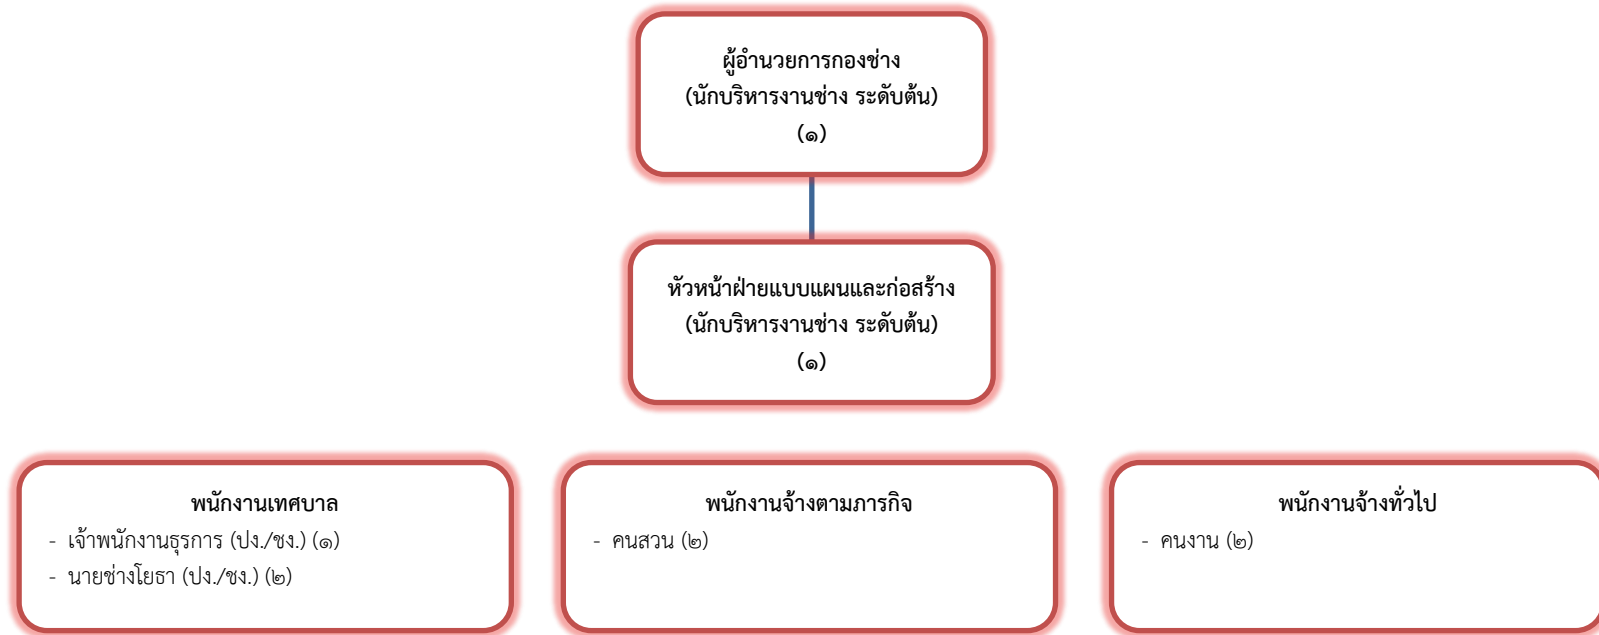 ผู้อำนวยการกองช่าง
(นักบริหารงานช่าง ระดับต้น)
(๑)
หัวหน้าฝ่ายแบบแผนและก่อสร้าง
(นักบริหารงานช่าง ระดับต้น)
(๑)
พนักงานเทศบาล
- เจ้าพนักงานธุรการ (ปง./ชง.) (๑)
- นายช่างโยธา (ปง./ชง.) (๒)
พนักงานจ้างตามภารกิจ
- คนสวน (๒)
พนักงานจ้างทั่วไป
- คนงาน (๒)